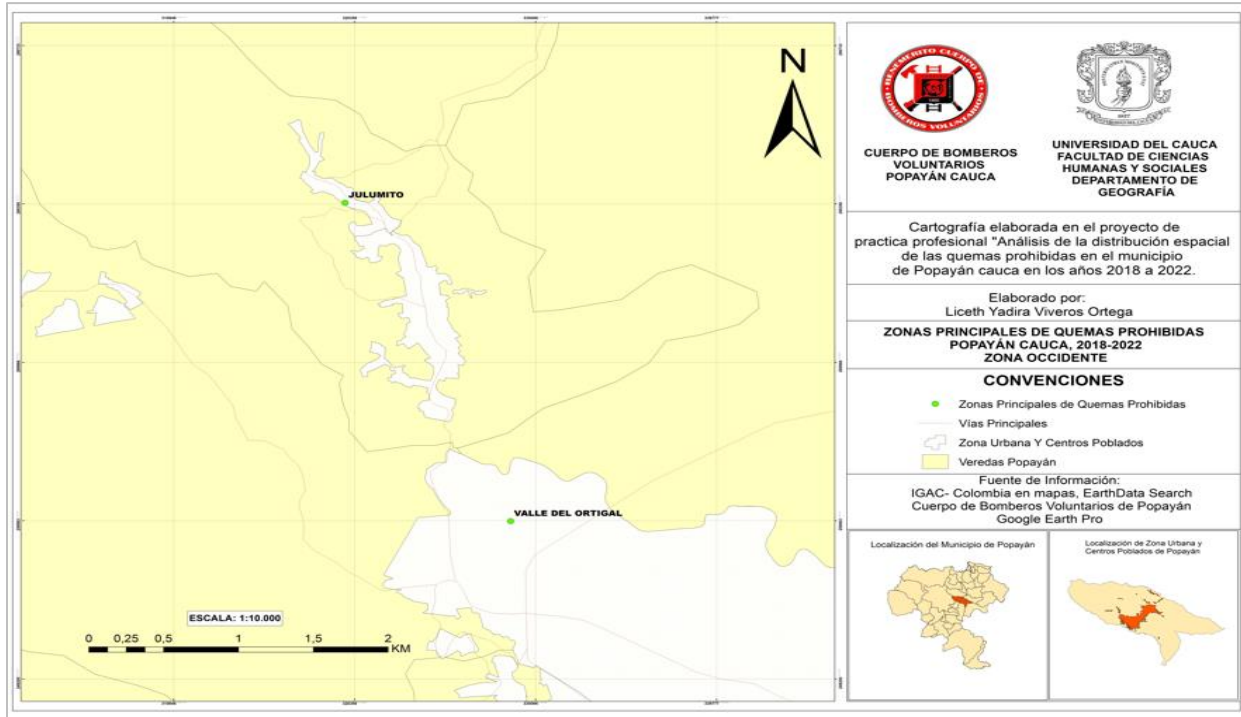 JULUMITO
VALLE DEL ORTIGAL
N
ESCALA: 1:10.000
0 0,25 0,5 1 1,5 2
KM
BENEMERITO CUERPO DE
BOMBEROS VOLUNTARIOS
CUERPO DE BOMBEROS
VOLUNTARIOS
POPAYÁN CAUCA
UNIVERSIDAD DEL CAUCA
FACULTAD DE CIENCIAS
HUMANAS Y SOCIALES
DEPARTAMENTO DE
GEOGRAFÍA
Cartografía elaborada en el proyecto de
practica profesional "Análisis de la distribución espacial
de las quemas prohibidas en el municipio
de Popayán cauca en los años 2018 a 2022.
Elaborado por:
Liceth Yadira Viveros Ortega
ZONAS PRINCIPALES DE QUEMAS PROHIBIDAS
POPAYÁN CAUCA, 2018-2022
ZONA OCCIDENTE
CONVENCIONES
Zonas Principales de Quemas Prohibidas
Vías Principales
Zona Urbana Y Centros Poblados
Veredas Popayán
Fuente de Información:
IGAC- Colombia en mapas, EarthData Search
Cuerpo de Bomberos Voluntarios de Popayán
Google Earth Pro
Localización del Municipio de Popayán
Localización de Zona Urbana y
Centros Poblados de Popayán